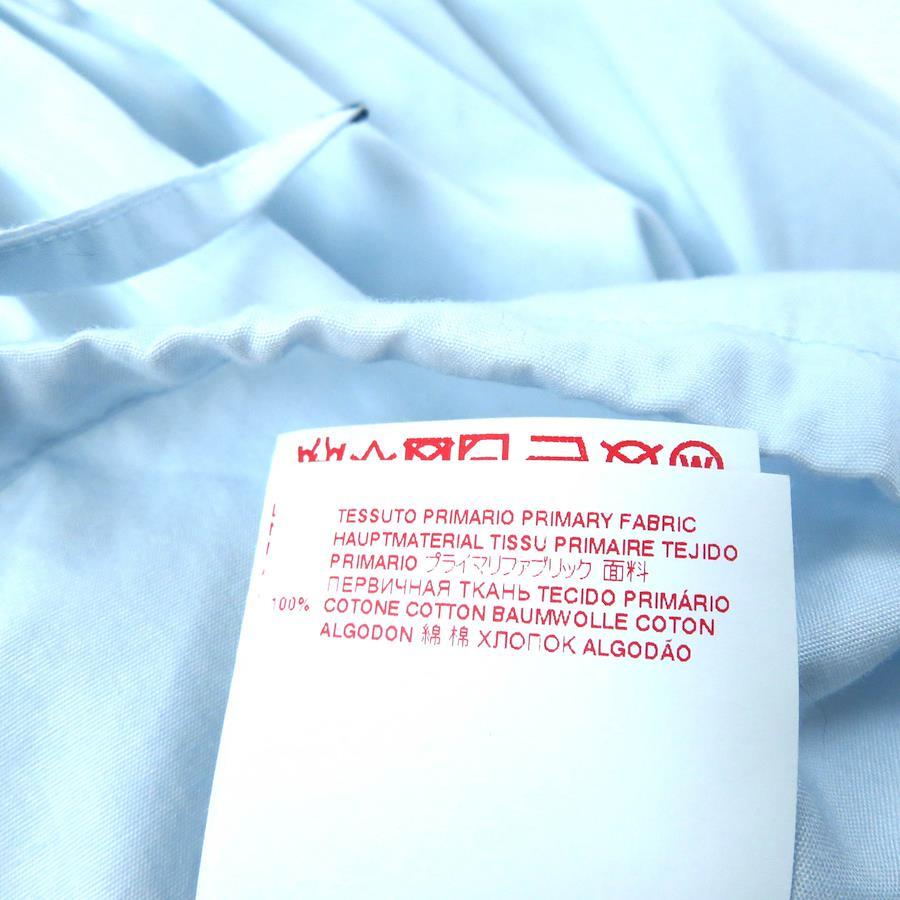 TESSUTO PRIMARIO PRIMARY FABRIC
HAUPTMATERIAL TISSU PRIMAIRE TEJIDO
PRIMARIO プライマリファブリック 面料
ПЕРВИЧНАЯ ТКАНЬ TECIDO PRIMÁRIO
100% COTONE COTTON BAUMWOLLE COTON
ALGODON 綿 棉 ХЛОПОК ALGODÃO